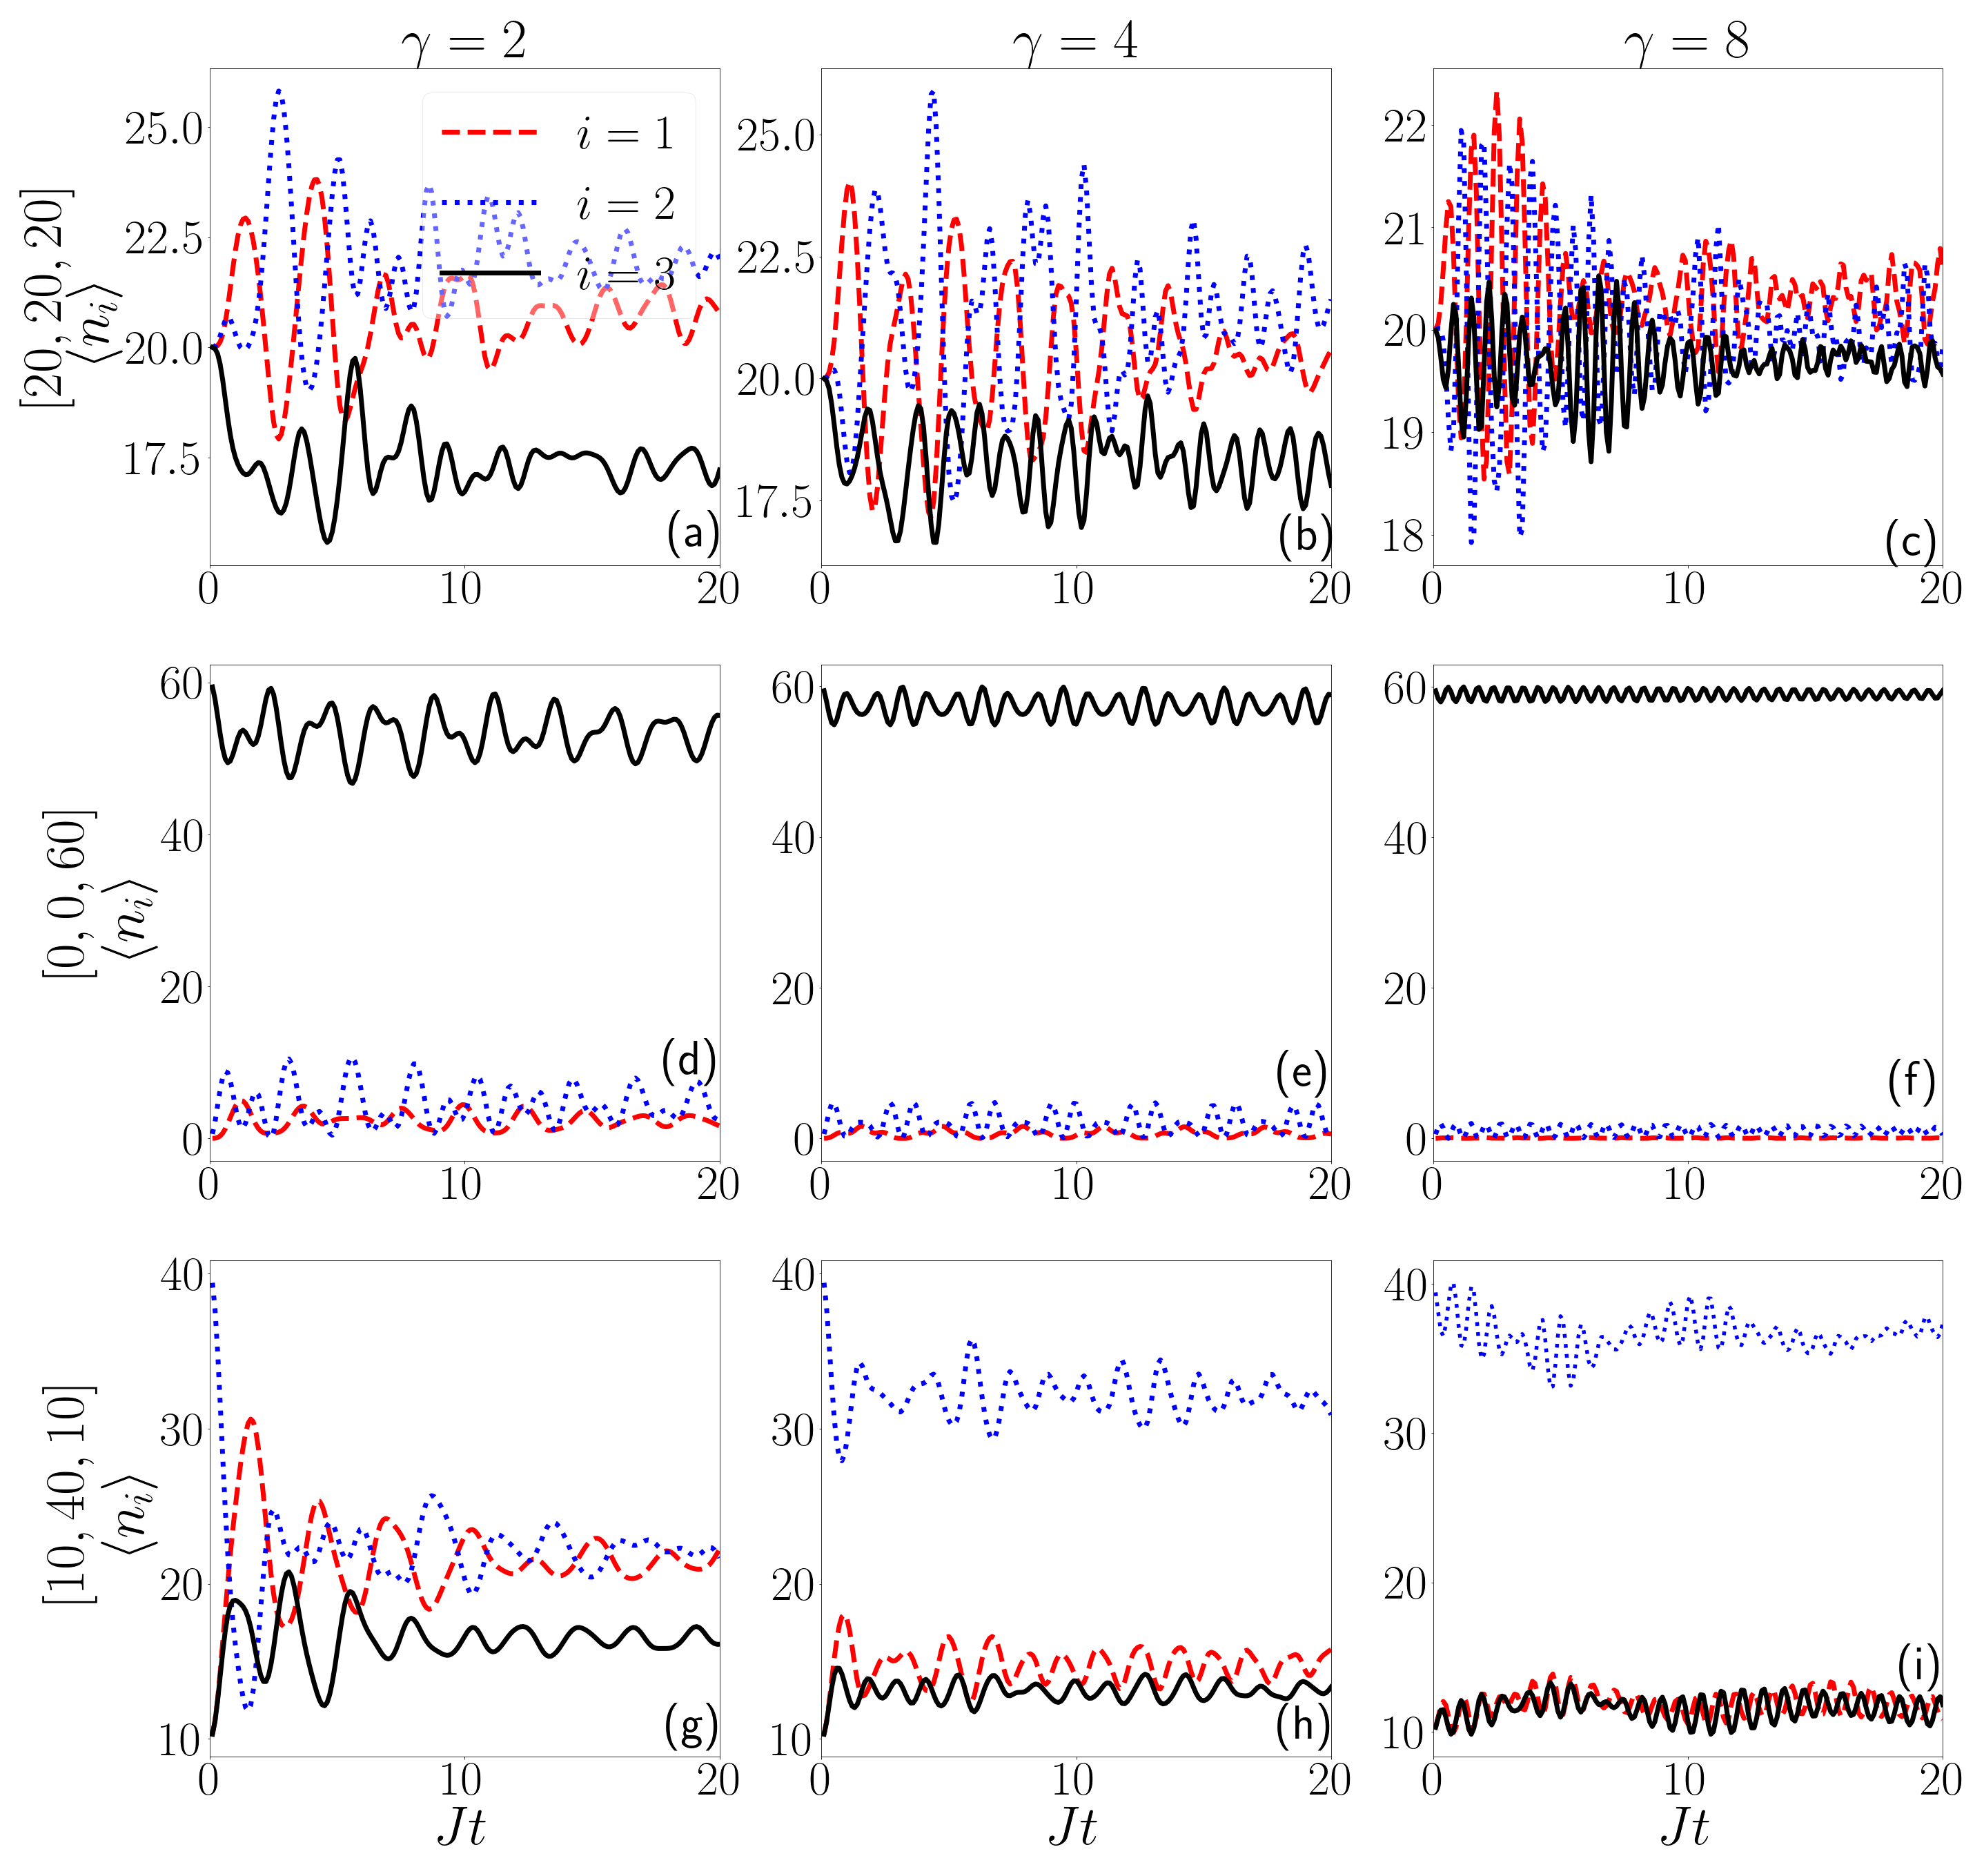 γ = 2
γ = 4
γ = 8
[20, 20, 20]
⟨n_i⟩
25.0
22.5
20.0
17.5
i = 1
i = 2
i = 3
(a)
0 10 20
25.0
22.5
20.0
17.5
(b)
0 10 20
22
21
20
19
18
(c)
0 10 20
[0, 0, 60]
⟨n_i⟩
60
40
20
0
(d)
0 10 20
60
40
20
0
(e)
0 10 20
60
40
20
0
(f)
0 10 20
[10, 40, 10]
⟨n_i⟩
40
30
20
10
(g)
0 10 20
Jt
40
30
20
10
(h)
0 10 20
Jt
40
30
20
10
(i)
0 10 20
Jt